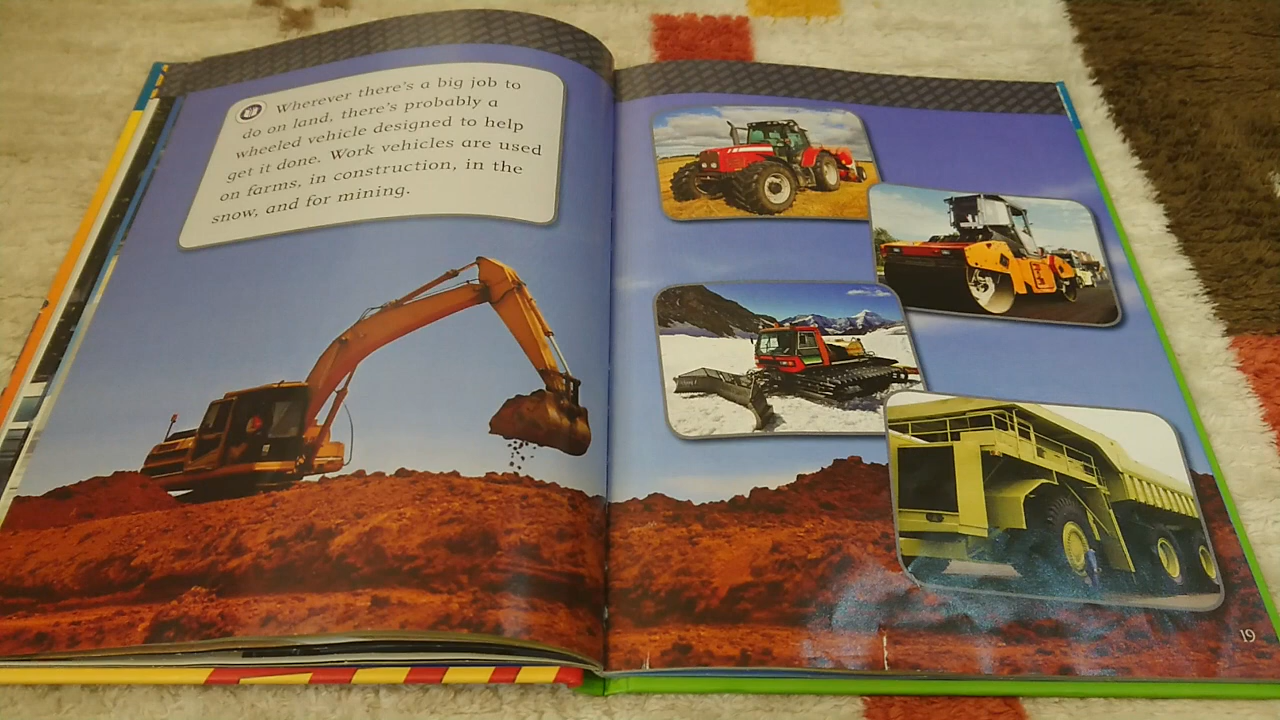 Wherever there's a big job to
do on land, there's probably a
wheeled vehicle designed to help
get it done. Work vehicles are used
on farms, in construction, in the
snow, and for mining.
19